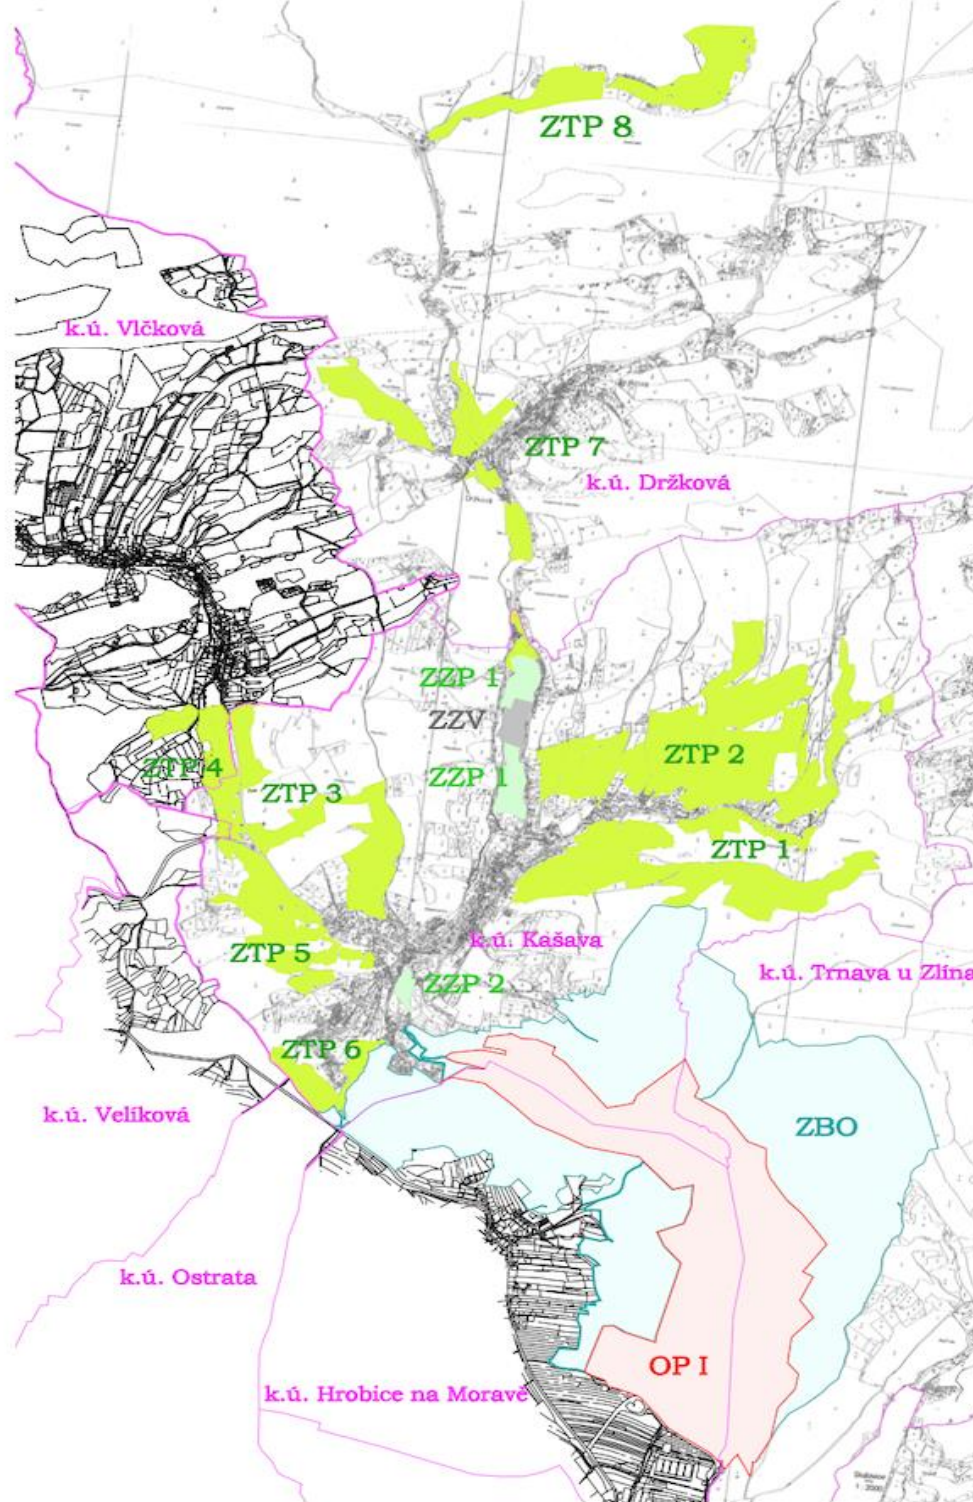 ZTP 8
k.ú. Vlčková
ZTP 7
k.ú. Držková
ZZP 1
ZZV
ZTP 2
ZTP 4
ZZP 1
ZTP 3
ZTP 1
k.ú. Kašava
ZTP 5
k.ú. Trnava u Zlína
ZZP 2
ZTP 6
k.ú. Velíková
ZBO
k.ú. Ostrata
OP I
k.ú. Hrobice na Moravě